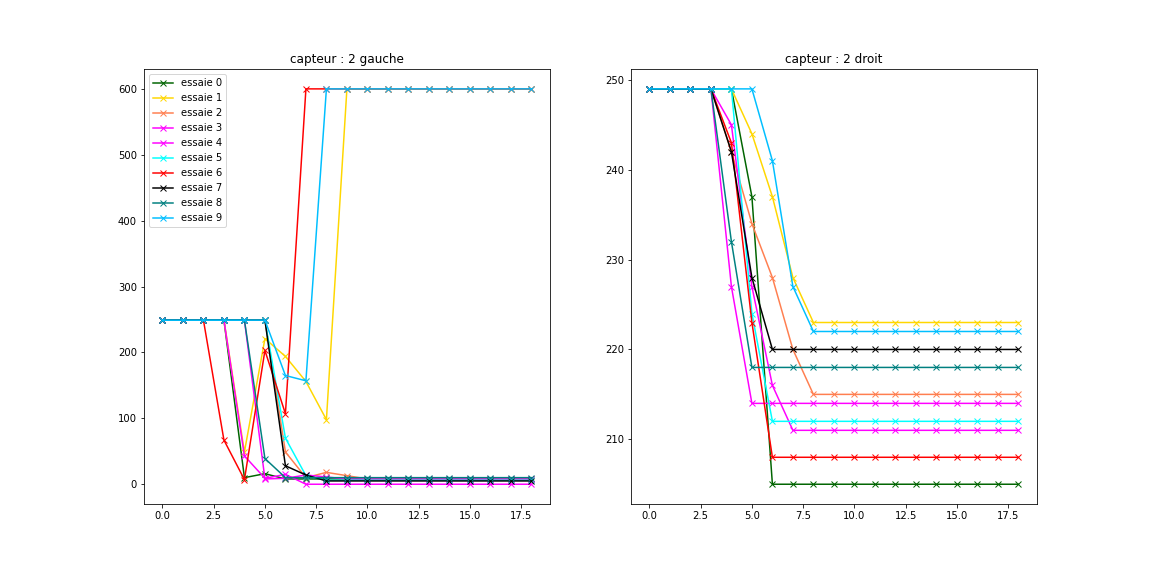 capteur : 2 gauche
600
500
400
300
200
100
0
0.0 2.5 5.0 7.5 10.0 12.5 15.0 17.5
essaie 0
essaie 1
essaie 2
essaie 3
essaie 4
essaie 5
essaie 6
essaie 7
essaie 8
essaie 9
capteur : 2 droit
250
240
230
220
210
0.0 2.5 5.0 7.5 10.0 12.5 15.0 17.5